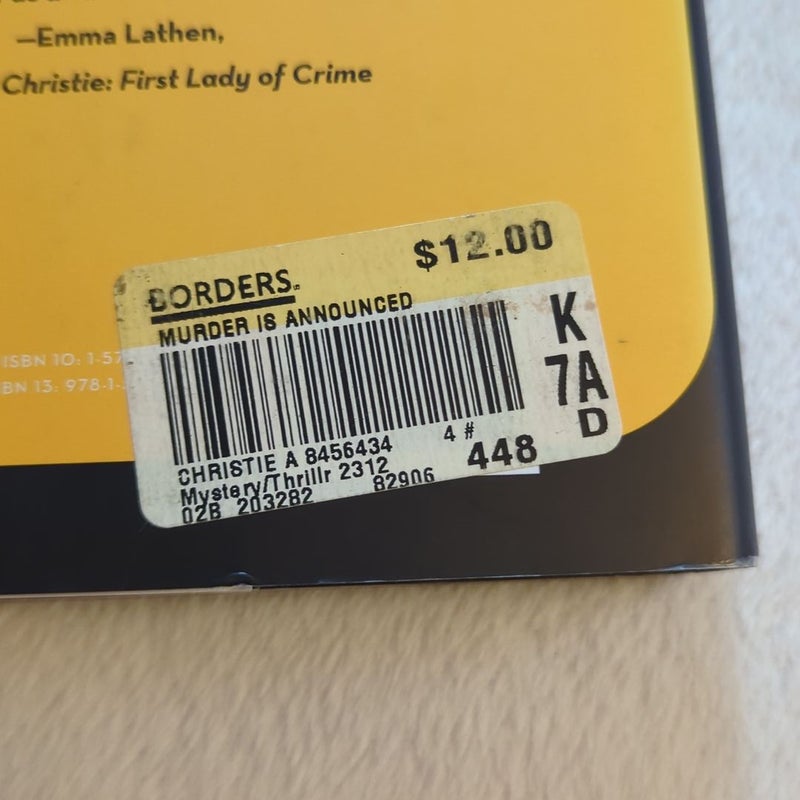 —Emma Lathen,
Christie: First Lady of Crime
$12.00
BORDERS.
MURDER IS ANNOUNCED
K
7A
D
ISBN 10: 1-57
BN 13: 978-1-
CHRISTIE A 8456434 4 #
Mystery/Thrillr 2312 448
02B 203282 82906